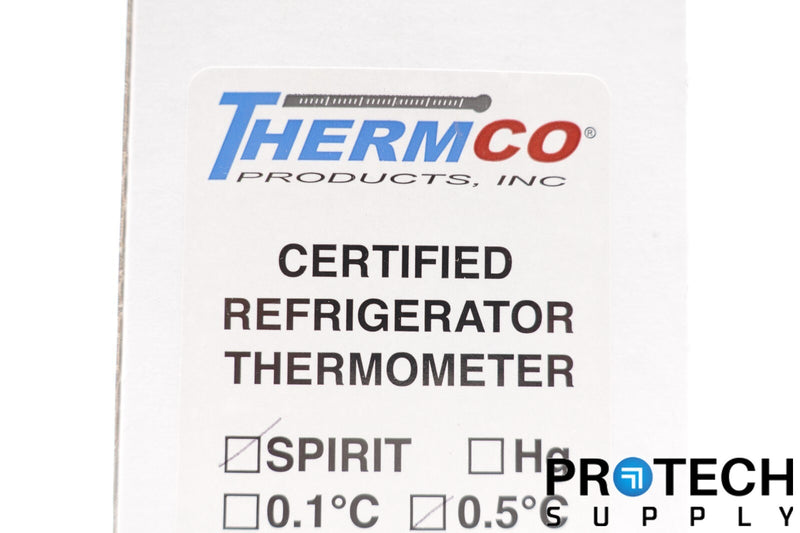 THERMCO®
PRODUCTS, INC
CERTIFIED
REFRIGERATOR
THERMOMETER
SPIRIT Hg
0.1°C 0.5°C
PROTECH
SUPPLY